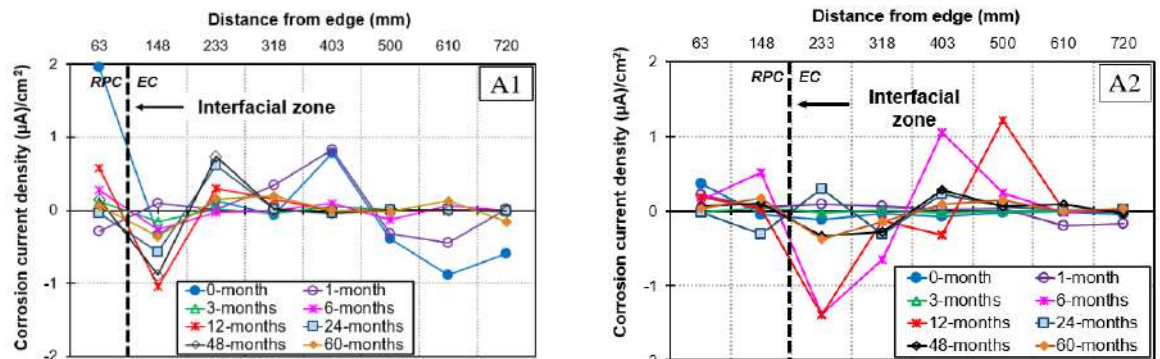 Distance from edge (mm)
63 148 233 318 403 500 610 720
Corrosion current density (µA)/cm²
2
1
0
-1
-2
RPC EC
A1
Interfacial
zone
0-month 1-month
3-months 6-months
12-months 24-months
48-months 60-months
Distance from edge (mm)
63 148 233 318 403 500 610 720
Corrosion current density (µA)/cm²
2
1
0
-1
RPC EC
A2
Interfacial
zone
0-month 1-month
3-months 6-months
12-months 24-months
48-months 60-months